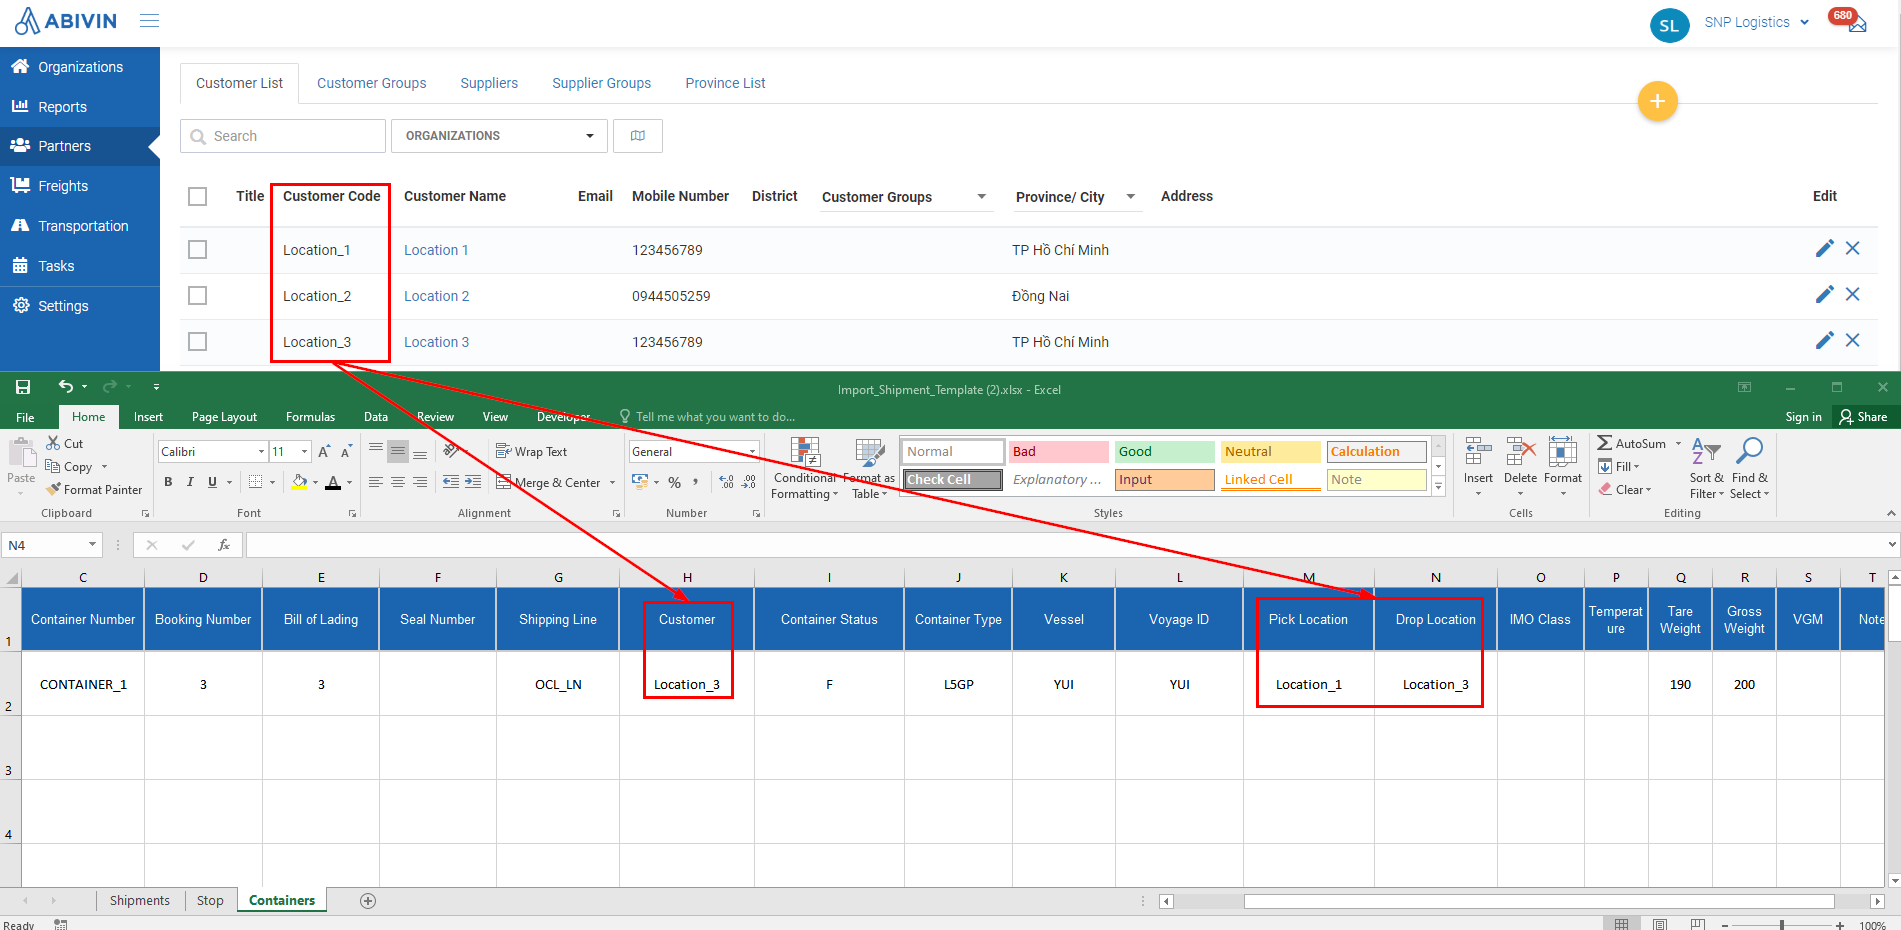 ABIVIN
SL
SNP Logistics
680
Organizations
Reports
Partners
Freights
Transportation
Tasks
Settings
Customer List Customer Groups Suppliers Supplier Groups Province List
+
Search
ORGANIZATIONS
Title Customer Code Customer Name Email Mobile Number District Customer Groups Province/ City Address Edit
Location_1 Location 1 123456789 TP Hồ Chí Minh
Location_2 Location 2 0944505259 Đồng Nai
Location_3 Location 3 123456789 TP Hồ Chí Minh
Import_Shipment_Template (2).xlsx - Excel
File Home Insert Page Layout Formulas Data Review View Developer Tell me what you want to do... Sign in Share
Paste
Cut
Copy
Format Painter
Clipboard
Calibri 11
B I U
Font
Wrap Text
Merge & Center
Alignment
General
%
Number
Conditional Formatting
Format as Table
Normal Bad Good Neutral Calculation
Check Cell Explanatory ... Input Linked Cell Note
Styles
Insert Delete Format
Cells
AutoSum
Fill
Clear
Sort & Filter
Find & Select
Editing
N4 fx
C D E F G H I J K L M N O P Q R S T
1 Container Number Booking Number Bill of Lading Seal Number Shipping Line Customer Container Status Container Type Vessel Voyage ID Pick Location Drop Location IMO Class Temperature Tare Weight Gross Weight VGM Note
2 CONTAINER_1 3 3 OCL_LN Location_3 F L5GP YUI YUI Location_1 Location_3 190 200
3
4
Shipments Stop Containers
Ready 100%